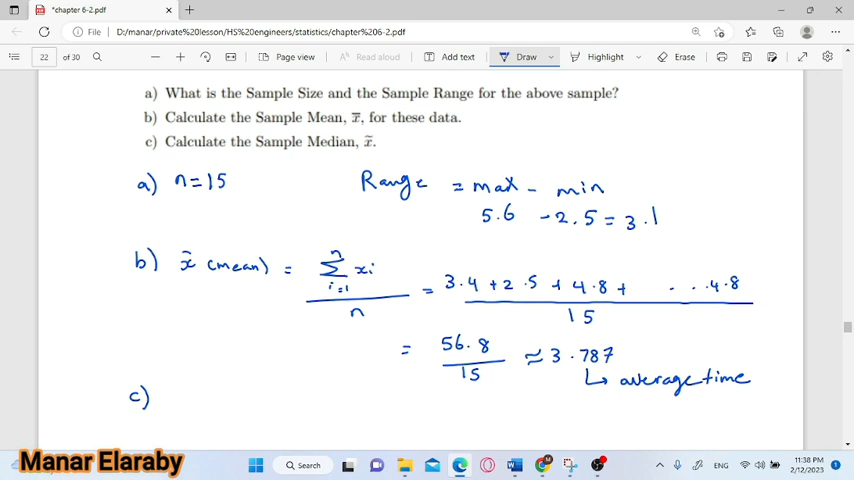 *chapter 6-2.pdf
File D:/manar/private%20lesson/HS%20engineers/statistics/chapter%206-2.pdf
22 of 30 Page view Read aloud Add text Draw Highlight Erase
a) What is the Sample Size and the Sample Range for the above sample?
b) Calculate the Sample Mean, x̅, for these data.
c) Calculate the Sample Median, x̃.
a) n=15 Range = max - min
5.6 -2.5 = 3.1
b) x̄ (mean) = ∑ i=1 n xi / n = 3.4 +2.5 + 4.8 + . . . .4.8 / 15
= 56.8 / 15 ≈ 3.787
↳ average time
c)
Manar Elaraby
Search
ENG
11:38 PM
2/12/2023